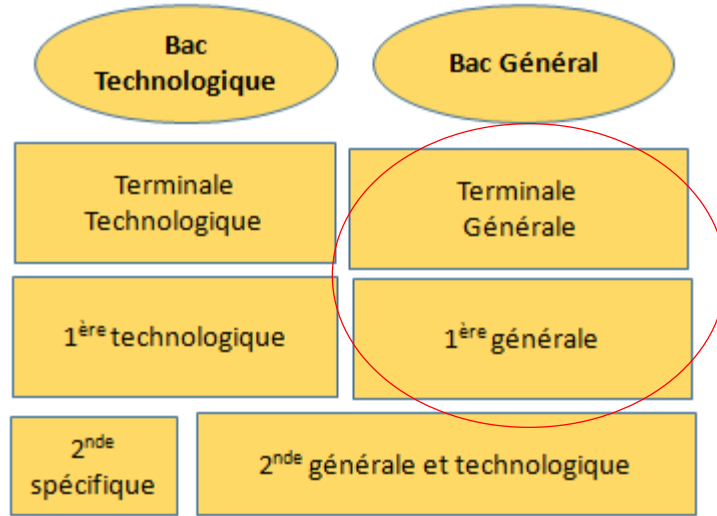 Bac
Technologique
Bac Général
Terminale
Technologique
Terminale
Générale
1ère technologique
1ère générale
2nde
spécifique
2nde générale et technologique